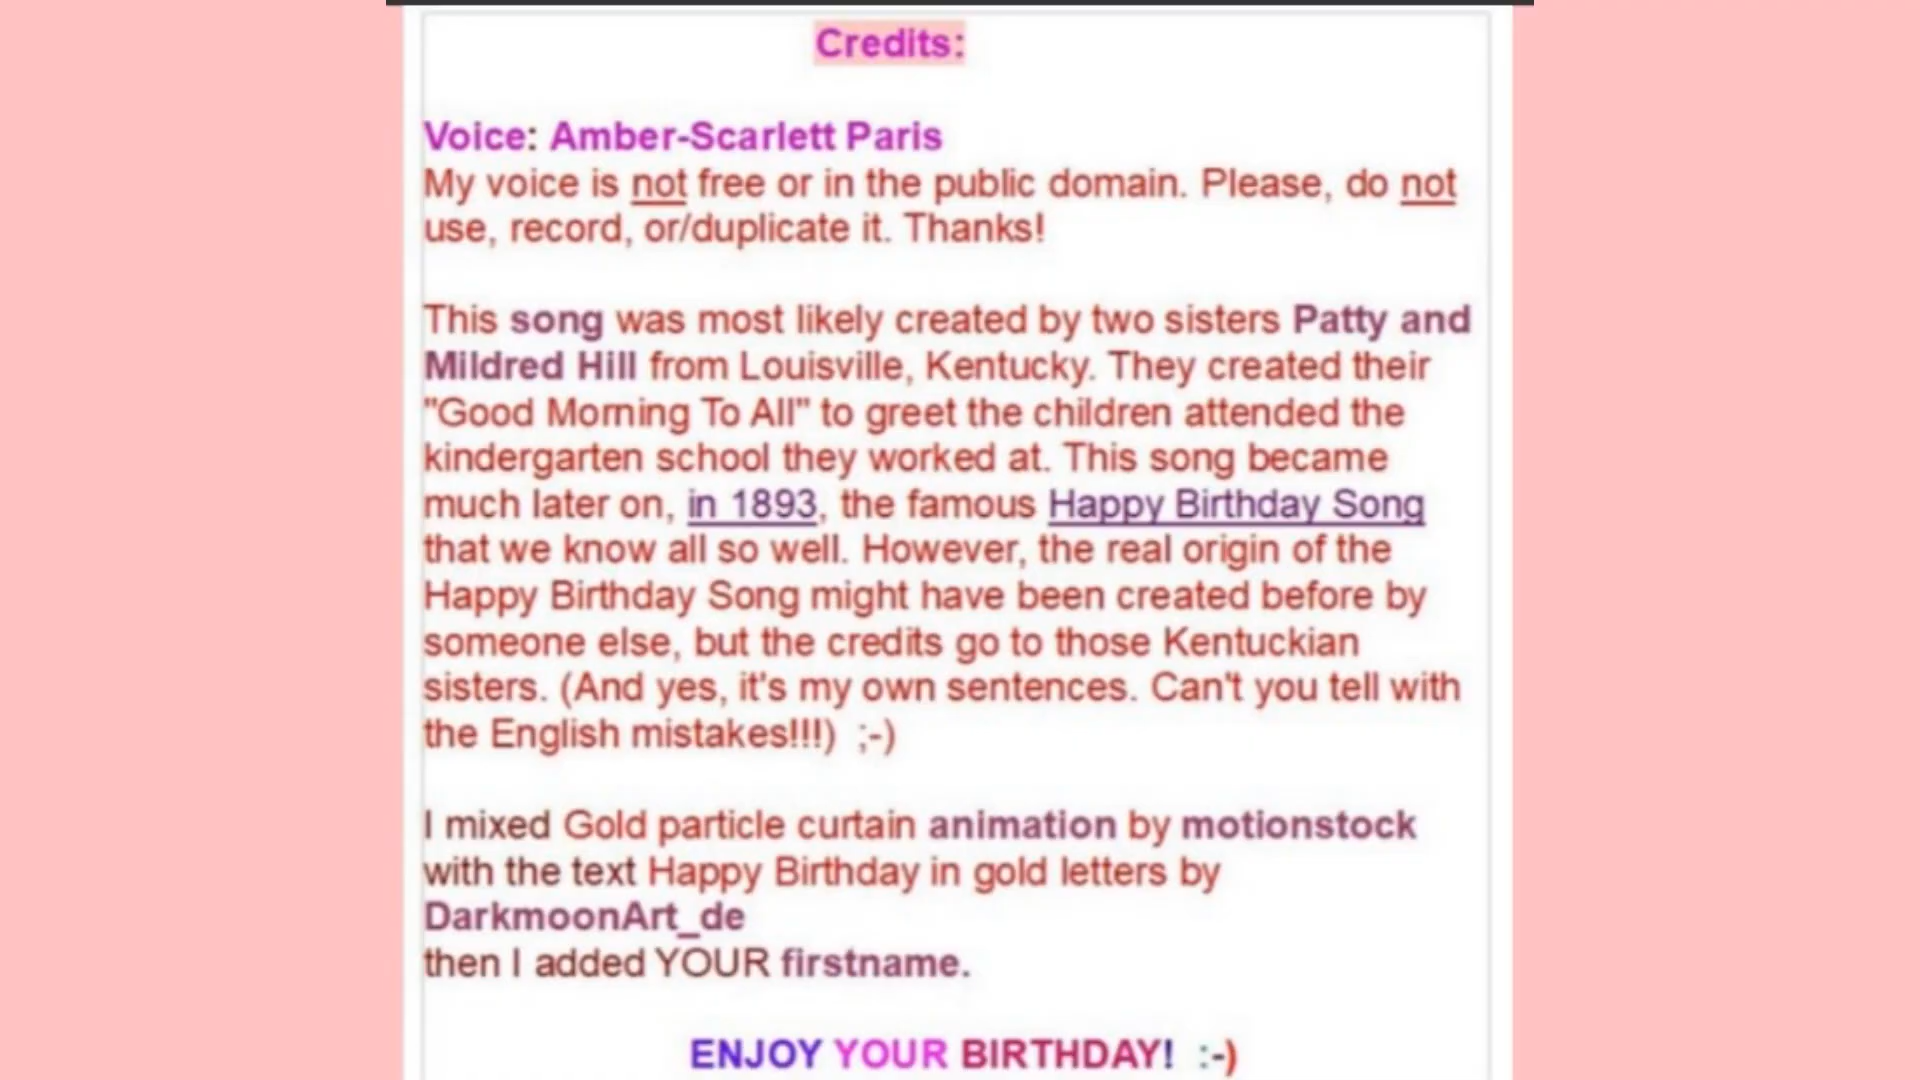 Credits:
Voice: Amber-Scarlett Paris
My voice is not free or in the public domain. Please, do not
use, record, or/duplicate it. Thanks!
This song was most likely created by two sisters Patty and
Mildred Hill from Louisville, Kentucky. They created their
"Good Morning To All" to greet the children attended the
kindergarten school they worked at. This song became
much later on, in 1893, the famous Happy Birthday Song
that we know all so well. However, the real origin of the
Happy Birthday Song might have been created before by
someone else, but the credits go to those Kentuckian
sisters. (And yes, it's my own sentences. Can't you tell with
the English mistakes!!!) ;-)
I mixed Gold particle curtain animation by motionstock
with the text Happy Birthday in gold letters by
DarkmoonArt_de
then I added YOUR firstname.
ENJOY YOUR BIRTHDAY! :-)